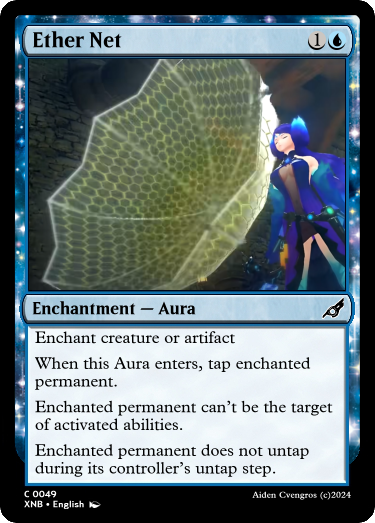 Ether Net
1
Enchantment — Aura
Enchant creature or artifact
When this Aura enters, tap enchanted
permanent.
Enchanted permanent can't be the target
of activated abilities.
Enchanted permanent does not untap
during its controller's untap step.
C 0049
XNB • English
Aiden Cvengros (c)2024